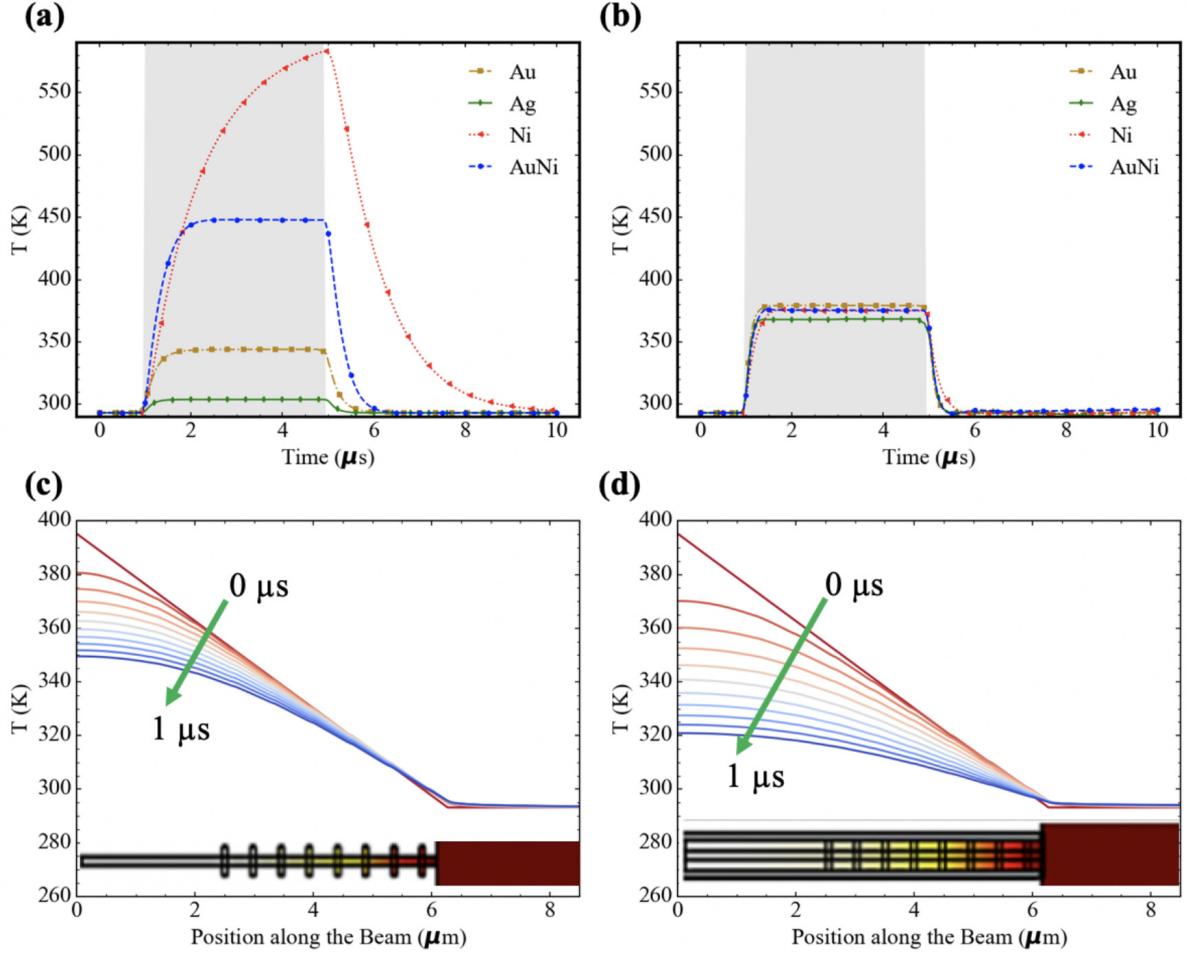 (a)
550
500
450
400
350
300
T (K)
0 2 4 6 8 10
Time (μs)
Au
Ag
Ni
AuNi
(b)
550
500
450
400
350
300
T (K)
0 2 4 6 8 10
Time (μs)
Au
Ag
Ni
AuNi
(c)
400
380
360
340
320
300
280
260
T (K)
0 μs
1 μs
0 2 4 6 8
Position along the Beam (μm)
(d)
400
380
360
340
320
300
280
260
T (K)
0 μs
1 μs
0 2 4 6 8
Position along the Beam (μm)